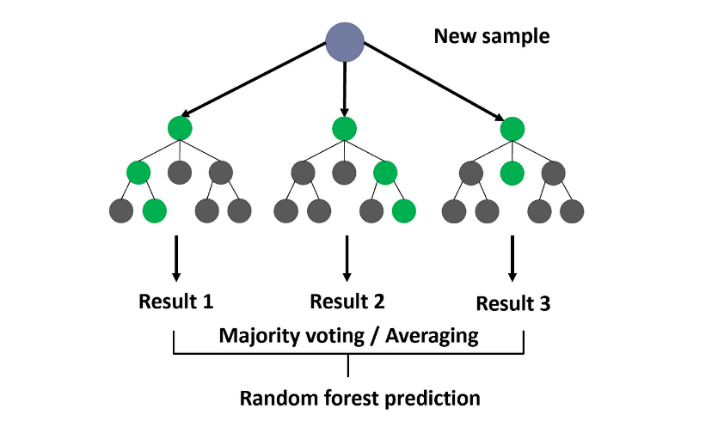 New sample
Result 1
Result 2
Result 3
Majority voting / Averaging
Random forest prediction